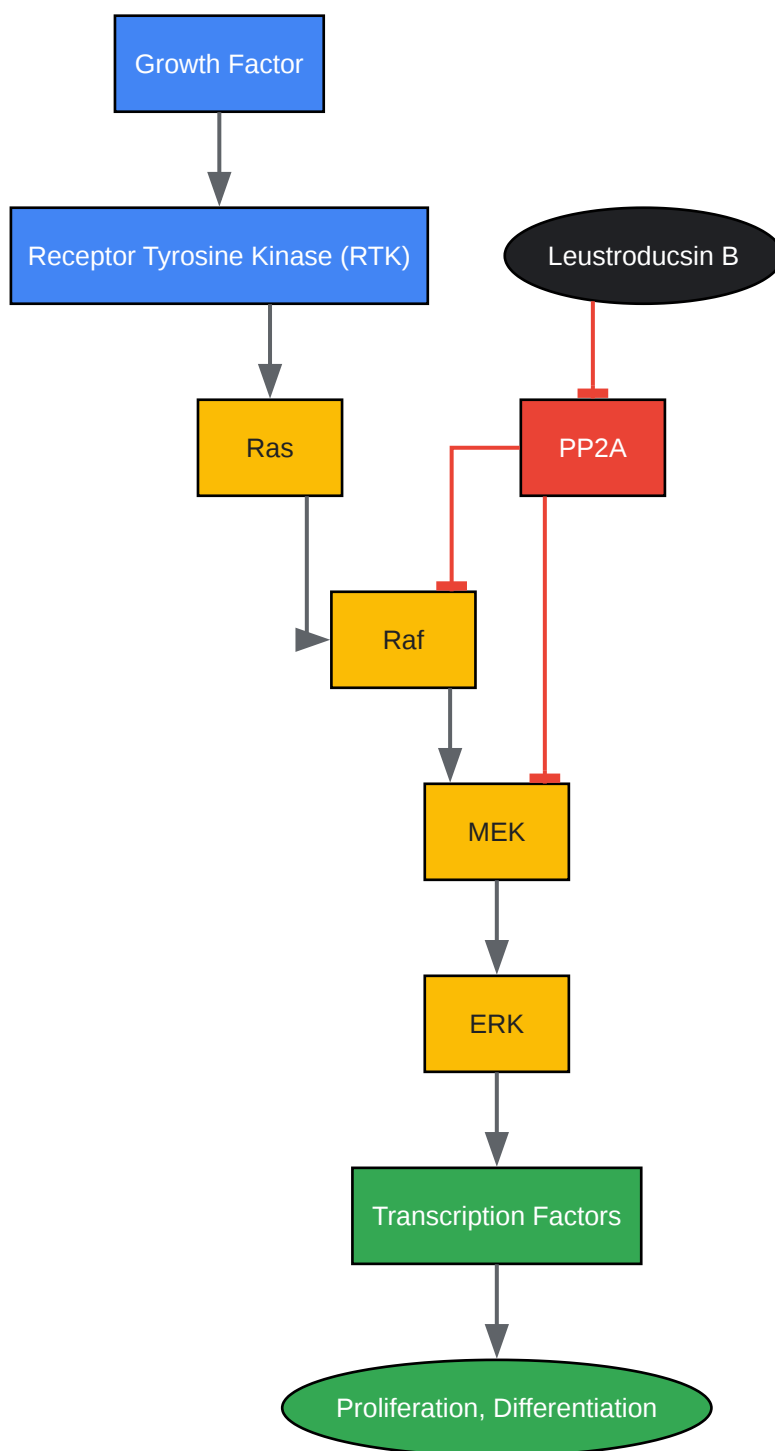 Growth Factor
Receptor Tyrosine Kinase (RTK)
Leustroducsin B
Ras
PP2A
Raf
MEK
ERK
Transcription Factors
Proliferation, Differentiation